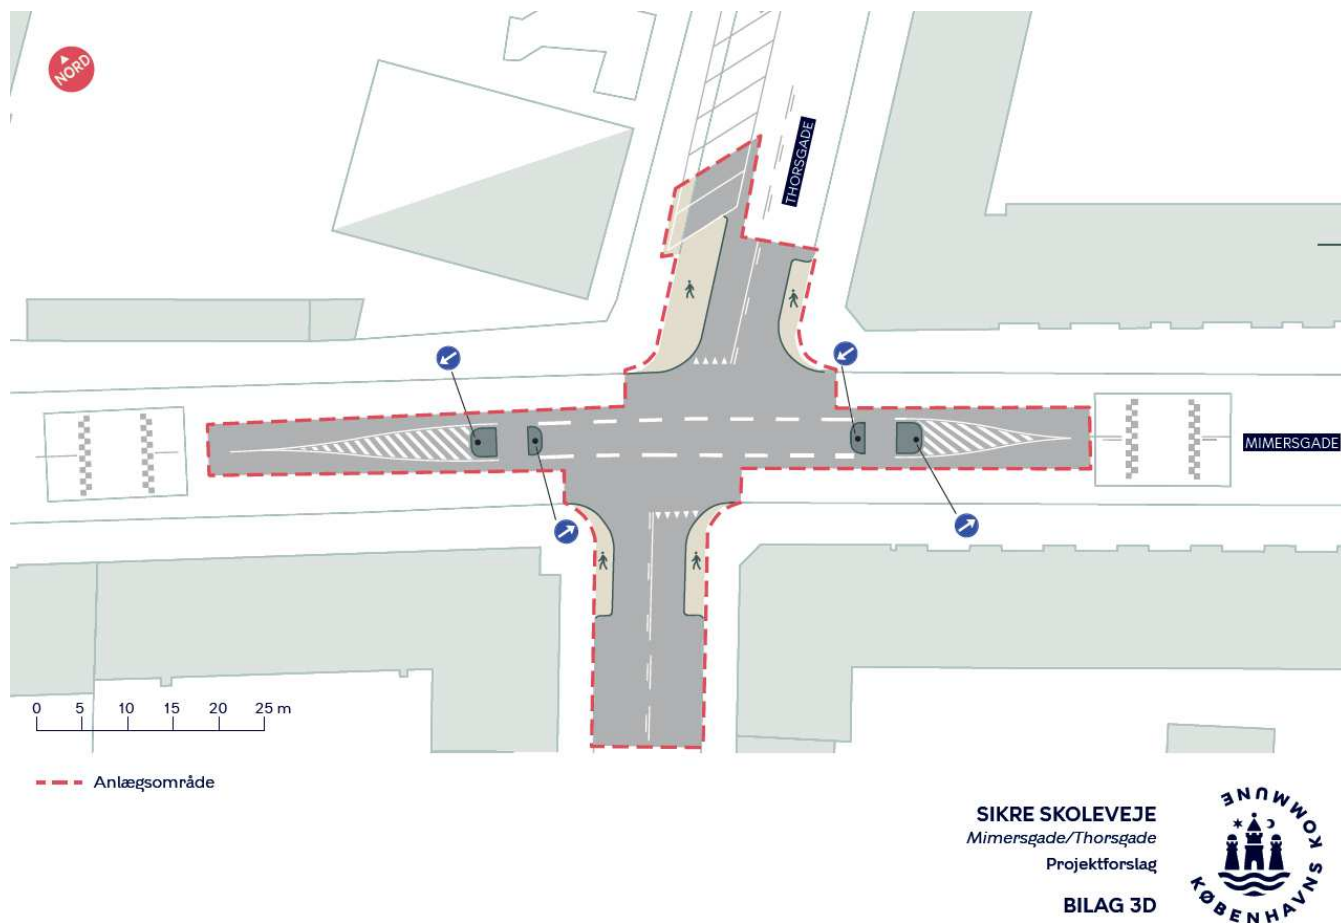 NORD
THORSGADE
MIMERSGADE
0 5 10 15 20 25 m
Anlægsområde
SIKRE SKOLEVEJE
Mimersgade/Thorsgade
Projektforslag
BILAG 3D
KØBENHAVNS KOMMUNE